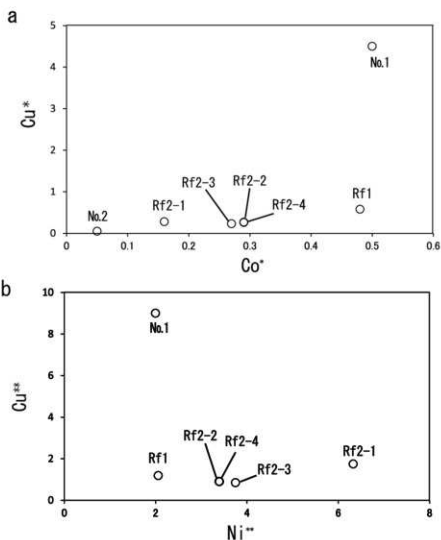 a
5
4
Cu*
3
2
1
0
No.1
Rf2-3
Rf2-2
Rf2-1
Rf2-4
Rf1
No.2
0 0.1 0.2 0.3 0.4 0.5 0.6
Co*
b
10
8
Cu**
6
4
2
0
No.1
Rf2-2
Rf2-4
Rf1
Rf2-3
Rf2-1
0 2 4 6 8
Ni**